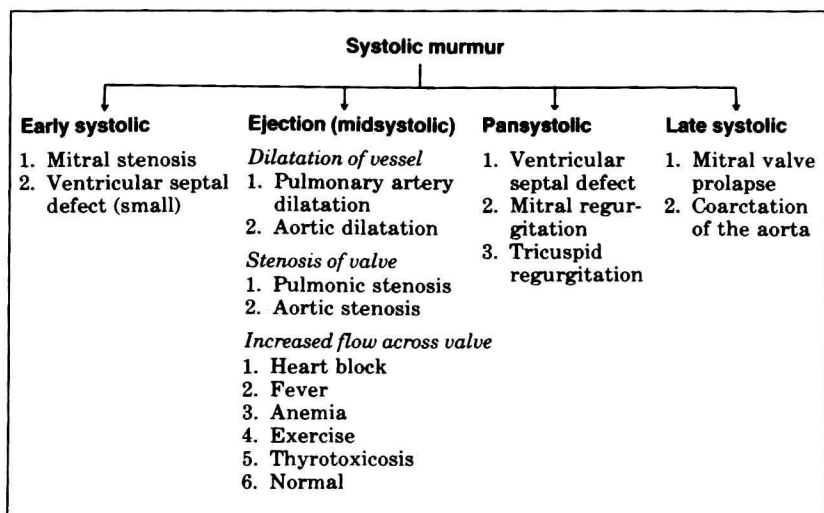 Systolic murmur
Early systolic
1. Mitral stenosis
2. Ventricular septal
defect (small)
Ejection (midsystolic)
Dilatation of vessel
1. Pulmonary artery
dilatation
2. Aortic dilatation
Stenosis of valve
1. Pulmonic stenosis
2. Aortic stenosis
Increased flow across valve
1. Heart block
2. Fever
3. Anemia
4. Exercise
5. Thyrotoxicosis
6. Normal
Pansystolic
1. Ventricular
septal defect
2. Mitral regur-
gitation
3. Tricuspid
regurgitation
Late systolic
1. Mitral valve
prolapse
2. Coarctation
of the aorta